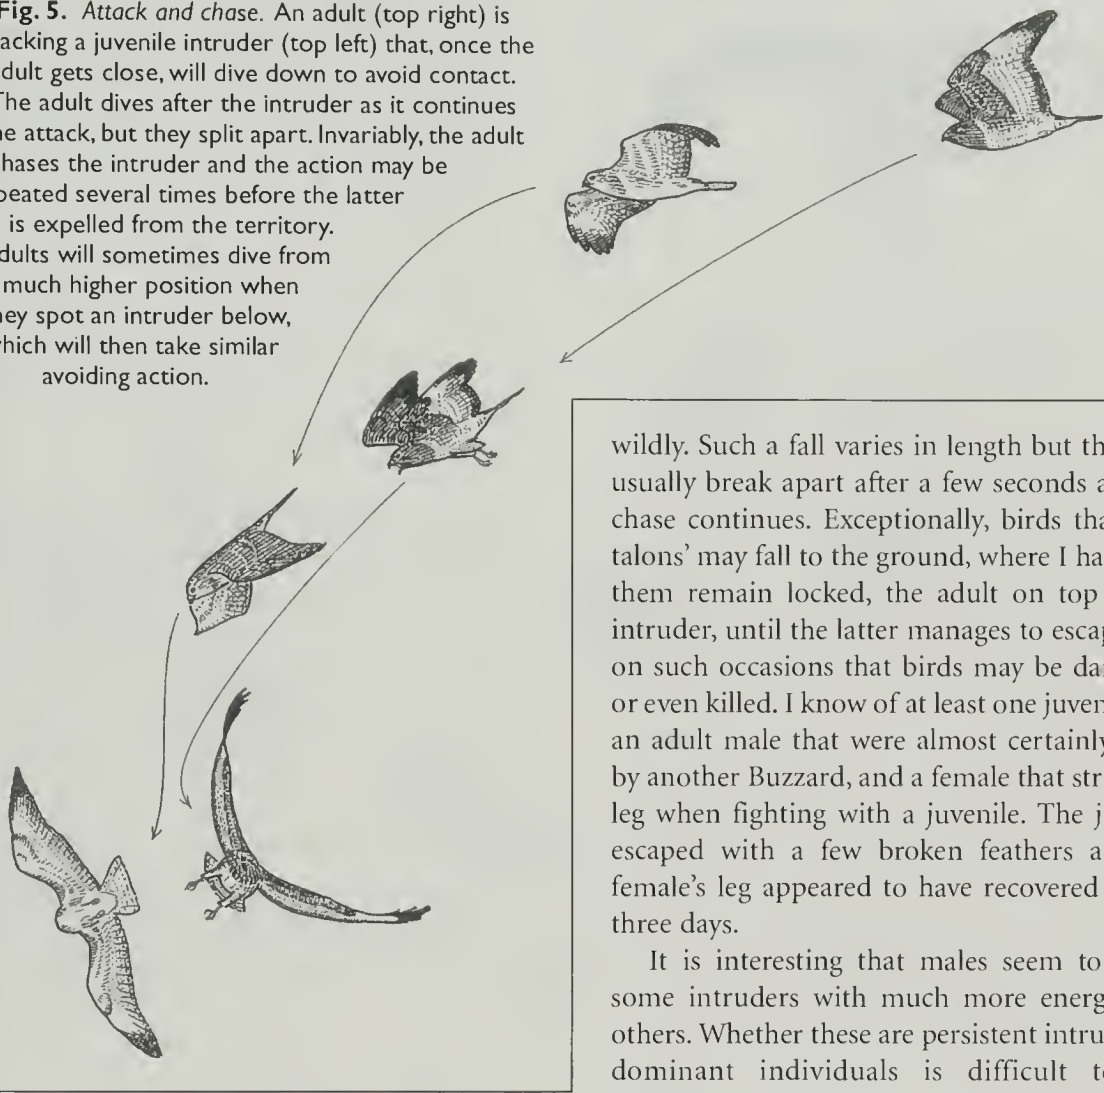 Fig. 5. Attack and chase. An adult (top right) is
acking a juvenile intruder (top left) that, once the
dult gets close, will dive down to avoid contact.
The adult dives after the intruder as it continues
he attack, but they split apart. Invariably, the adult
hases the intruder and the action may be
peated several times before the latter
is expelled from the territory.
dults will sometimes dive from
much higher position when
hey spot an intruder below,
hich will then take similar
avoiding action.
wildly. Such a fall varies in length but th
usually break apart after a few seconds a
chase continues. Exceptionally, birds tha
talons’ may fall to the ground, where I ha
them remain locked, the adult on top
intruder, until the latter manages to escap
on such occasions that birds may be da
or even killed. I know of at least one juven
an adult male that were almost certainly
by another Buzzard, and a female that str
leg when fighting with a juvenile. The j
escaped with a few broken feathers a
female’s leg appeared to have recovered
three days.
It is interesting that males seem to
some intruders with much more energ
others. Whether these are persistent intru
dominant individuals is difficult t